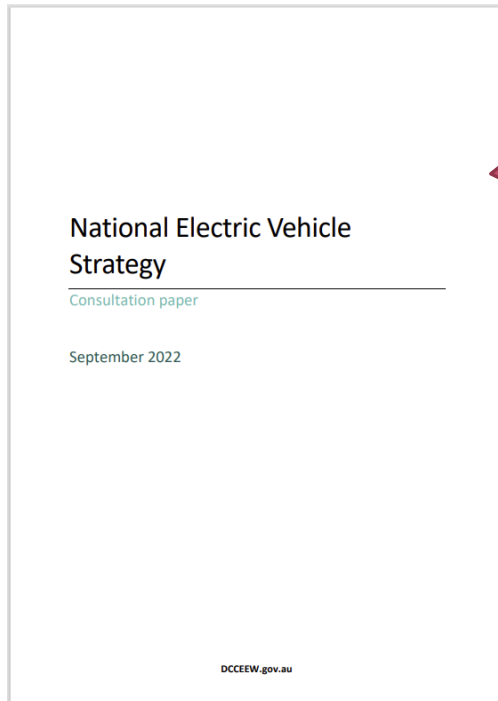 National Electric Vehicle
Strategy
Consultation paper
September 2022
DCCEEW.gov.au